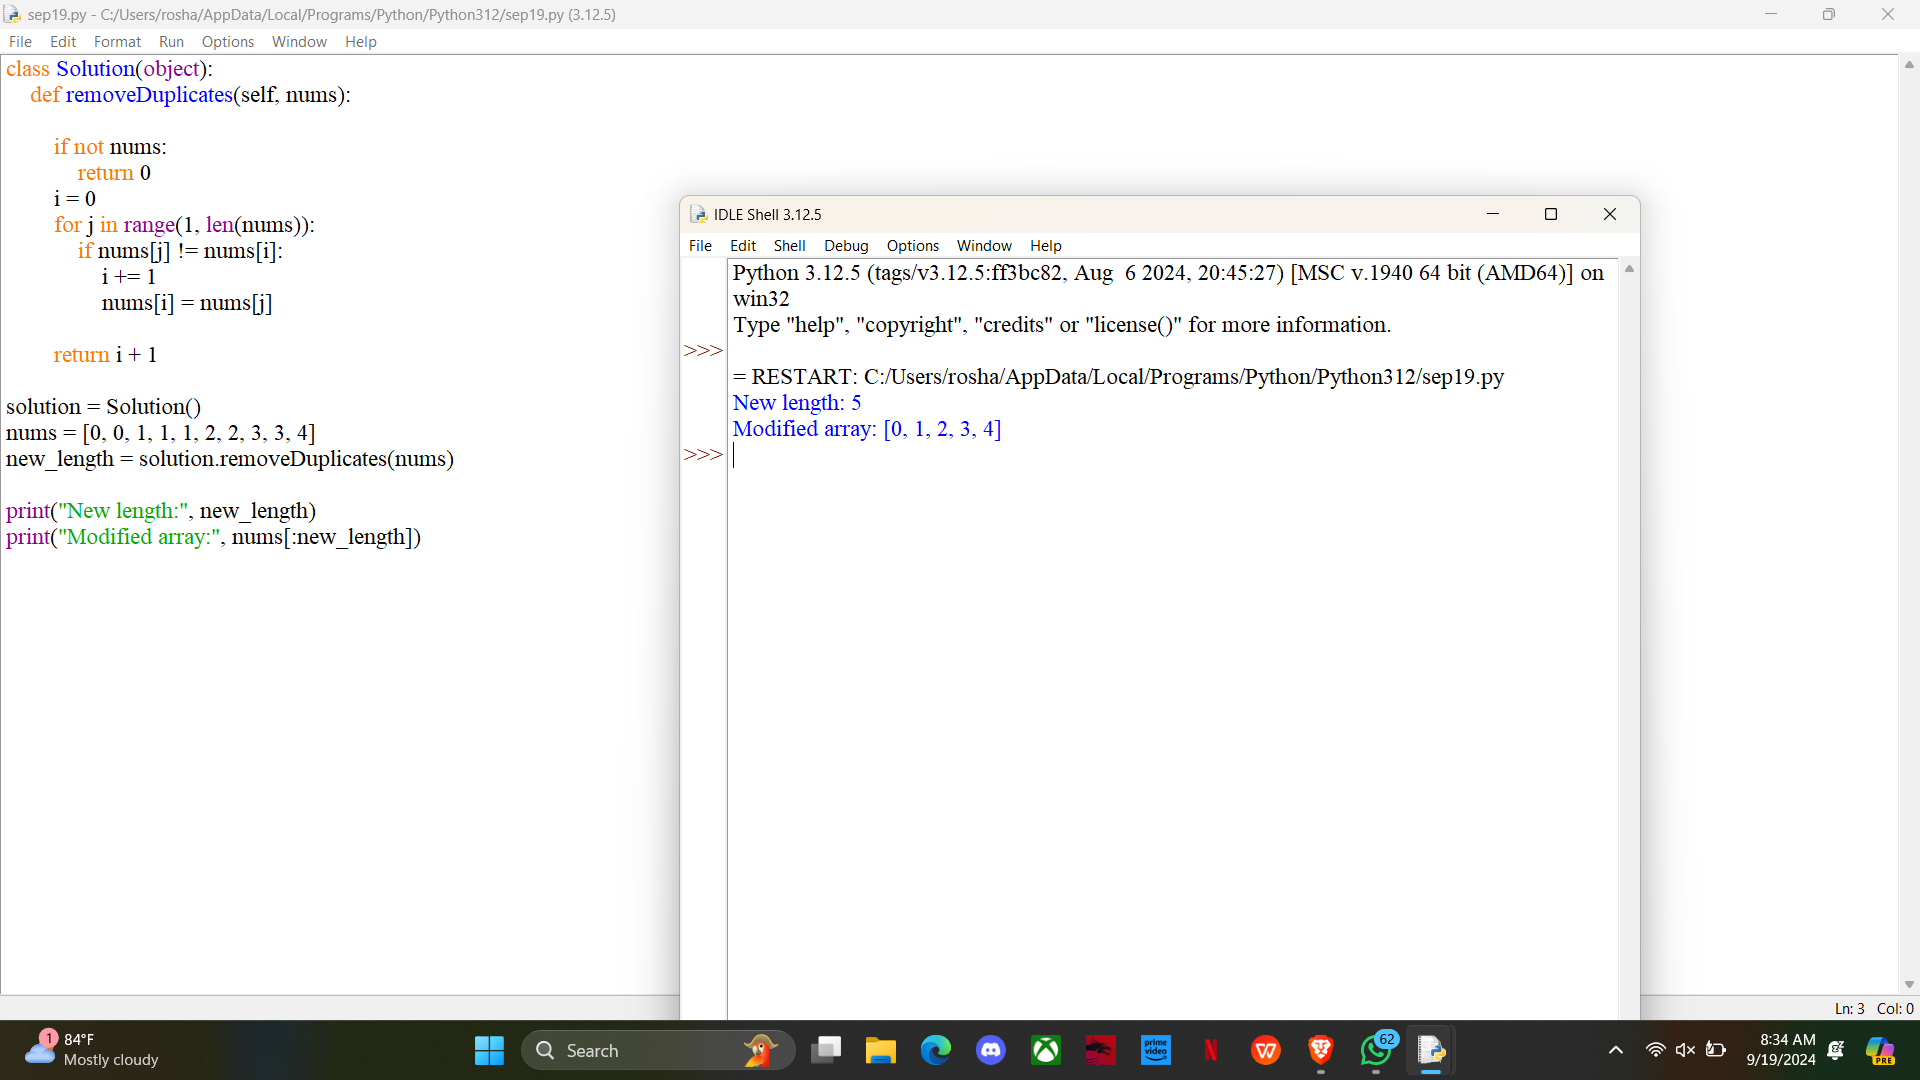 sep19.py - C:/Users/rosha/AppData/Local/Programs/Python/Python312/sep19.py (3.12.5)
File Edit Format Run Options Window Help
class Solution(object):
    def removeDuplicates(self, nums):
        if not nums:
            return 0
        i = 0
        for j in range(1, len(nums)):
            if nums[j] != nums[i]:
                i += 1
                nums[i] = nums[j]
        return i + 1
solution = Solution()
nums = [0, 0, 1, 1, 1, 2, 2, 3, 3, 4]
new_length = solution.removeDuplicates(nums)
print("New length:", new_length)
print("Modified array:", nums[:new_length])
IDLE Shell 3.12.5
File Edit Shell Debug Options Window Help
Python 3.12.5 (tags/v3.12.5:ff3bc82, Aug  6 2024, 20:45:27) [MSC v.1940 64 bit (AMD64)] on
win32
Type "help", "copyright", "credits" or "license()" for more information.
>>>
= RESTART: C:/Users/rosha/AppData/Local/Programs/Python/Python312/sep19.py
New length: 5
Modified array: [0, 1, 2, 3, 4]
>>>
Ln: 3 Col: 0
1
84°F
Mostly cloudy
Search
prime
video
N
W
62
8:34 AM
9/19/2024
PRE